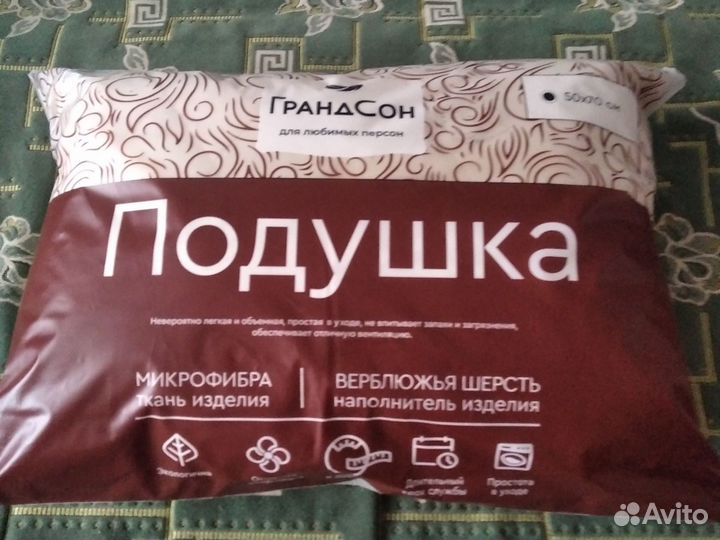 ГРАНДСОН
для любимых персон
50х70 см
Подушка
Невероятно легкая и объемная, простая в уходе, не впитывает запахи и загрязнения,
обеспечивает отличную вентиляцию.
МИКРОФИБРА
ткань изделия
ВЕРБЛЮЖЬЯ ШЕРСТЬ
наполнитель изделия
Экологична
Длительный
службы
Простота
в уходе
Avito